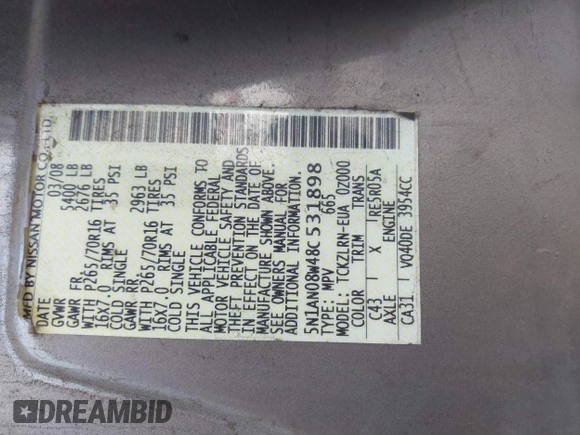 MFD BY NISSAN MOTOR CO., LTD.
DATE 03/08
GVWR 5400 LB
GAWR FR. 2676 LB
WITH P265/70R16 TIRES
16X7.0 RIMS AT 35 PSI
COLD SINGLE
GAWR RR. 2963 LB
WITH P265/70R16 TIRES
16X7.0 RIMS AT 35 PSI
COLD SINGLE
THIS VEHICLE CONFORMS TO
ALL APPLICABLE FEDERAL
MOTOR VEHICLE SAFETY AND
THEFT PREVENTION STANDARDS
IN EFFECT ON THE DATE OF
MANUFACTURE SHOWN ABOVE.
SEE OWNERS MANUAL FOR
ADDITIONAL INFORMATION.
5N1AN08W48C531898
TYPE: MPV 665
MODEL: TCKZLRN-EUA 0Z000
COLOR TRIM TRANS
C43 X RE5R05A
AXLE ENGINE
CA31 VQ40DE 3954CC
DREAMBID